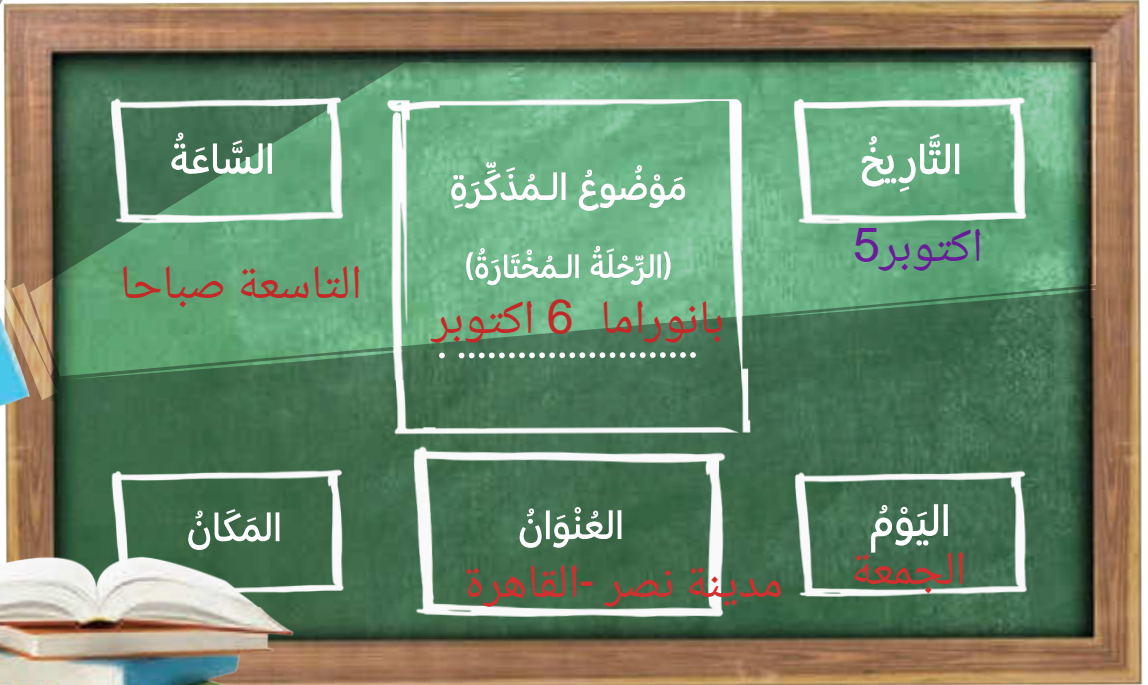 التَّارِيخُ
اكتوبر5
مَوْضُوعُ الـمُذَكِّرَةِ
(الرِّحْلَةُ الـمُخْتَارَةُ)
بانوراما 6 اكتوبر
السَّاعَةُ
التاسعة صباحا
اليَوْمُ
الجمعة
العُنْوَانُ
مدينة نصر -القاهرة
المَكَانُ